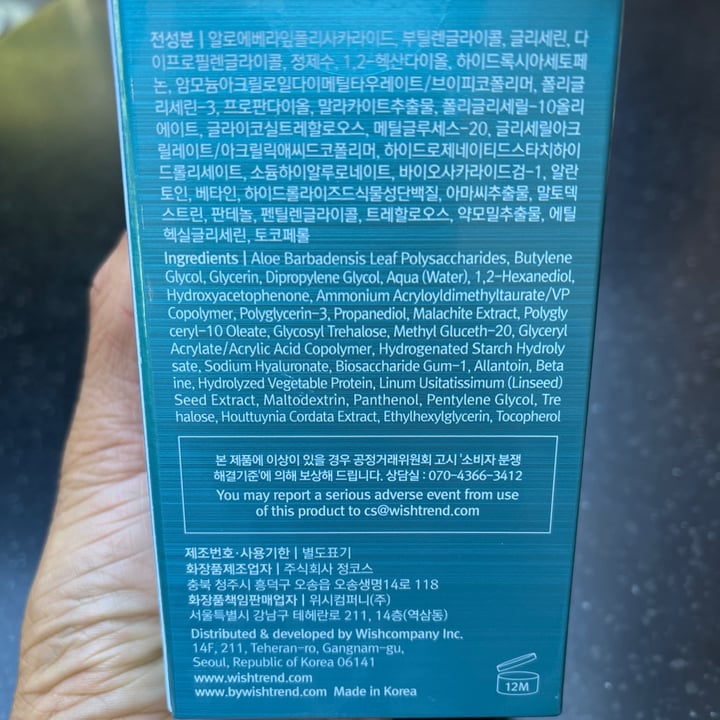 전성분 | 알로에베라잎폴리사카라이드, 부틸렌글라이콜, 글리세린, 다
이프로필렌글라이콜, 정제수, 1,2-헥산다이올, 하이드록시아세토페
논, 암모늄아크릴로일다이메틸타우레이트/브이피코폴리머, 폴리글
리세린-3, 프로판다이올, 말라카이트추출물, 폴리글리세릴-10올리
에이트, 글라이코실트레할로오스, 메틸글루세스-20, 글리세릴아크
릴레이트/아크릴릭애씨드코폴리머, 하이드로제네이티드스타치하이
드롤리세이트, 소듐하이알루로네이트, 바이오사카라이드검-1, 알란
토인, 베타인, 하이드롤라이즈드식물성단백질, 아마씨추출물, 말토덱
스트린, 판테놀, 펜틸렌글라이콜, 트레할로오스, 약모밀추출물, 에틸
헥실글리세린, 토코페롤
Ingredients | Aloe Barbadensis Leaf Polysaccharides, Butylene
Glycol, Glycerin, Dipropylene Glycol, Aqua (Water), 1,2-Hexanediol,
Hydroxyacetophenone, Ammonium Acryloyldimethyltaurate/VP
Copolymer, Polyglycerin-3, Propanediol, Malachite Extract, Polygly
ceryl-10 Oleate, Glycosyl Trehalose, Methyl Gluceth-20, Glyceryl
Acrylate/Acrylic Acid Copolymer, Hydrogenated Starch Hydroly
sate, Sodium Hyaluronate, Biosaccharide Gum-1, Allantoin, Beta
ine, Hydrolyzed Vegetable Protein, Linum Usitatissimum (Linseed)
Seed Extract, Maltodextrin, Panthenol, Pentylene Glycol, Tre
halose, Houttuynia Cordata Extract, Ethylhexylglycerin, Tocopherol
본 제품에 이상이 있을 경우 공정거래위원회 고시 '소비자 분쟁
해결기준'에 의해 보상해 드립니다. 상담실 : 070-4366-3412
You may report a serious adverse event from use
of this product to cs@wishtrend.com
제조번호·사용기한 | 별도표기
화장품제조업자 | 주식회사 정코스
충북 청주시 흥덕구 오송읍 오송생명14로 118
화장품책임판매업자 | 위시컴퍼니(주)
서울특별시 강남구 테헤란로 211, 14층(역삼동)
Distributed & developed by Wishcompany Inc.
14F, 211, Teheran-ro, Gangnam-gu,
Seoul, Republic of Korea 06141
www.wishtrend.com
www.bywishtrend.com Made in Korea
12M